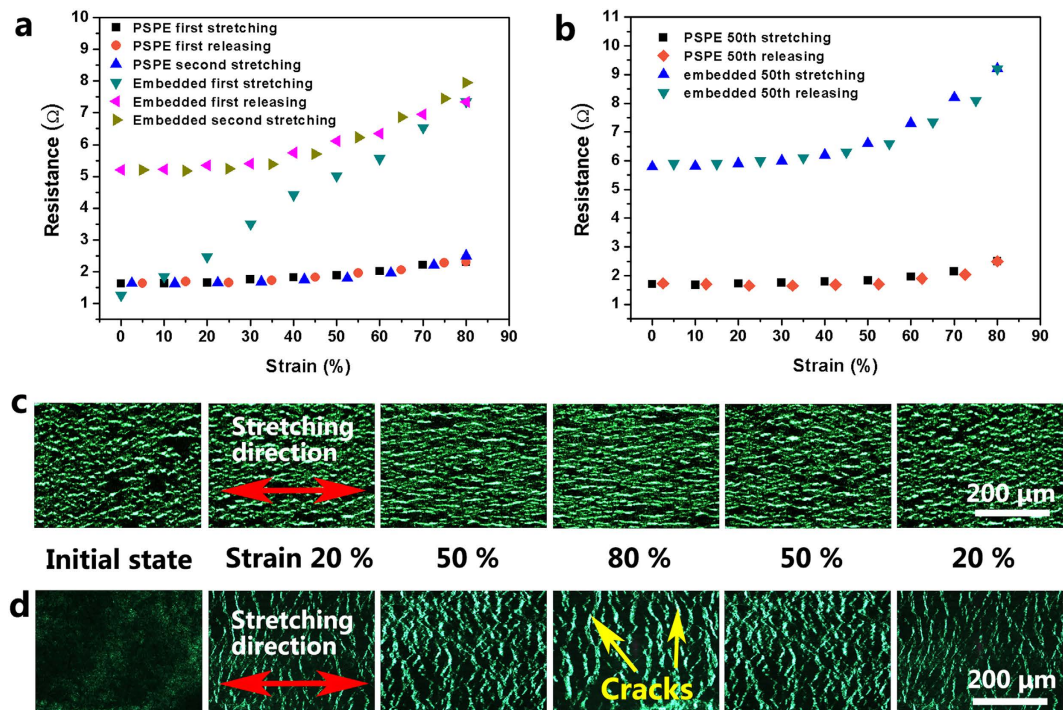 a
PSPE first stretching
PSPE first releasing
PSPE second stretching
Embedded first stretching
Embedded first releasing
Embedded second stretching
10
9
8
7
6
5
4
3
2
1
Resistance (Ω)
0 10 20 30 40 50 60 70 80 90
Strain (%)
b
PSPE 50th stretching
PSPE 50th releasing
embedded 50th stretching
embedded 50th releasing
11
10
9
8
7
6
5
4
3
2
1
Resistance (Ω)
0 10 20 30 40 50 60 70 80 90
Strain (%)
c
Stretching
direction
200 μm
Initial state Strain 20 % 50 % 80 % 50 % 20 %
d
Stretching
direction
Cracks
200 μm